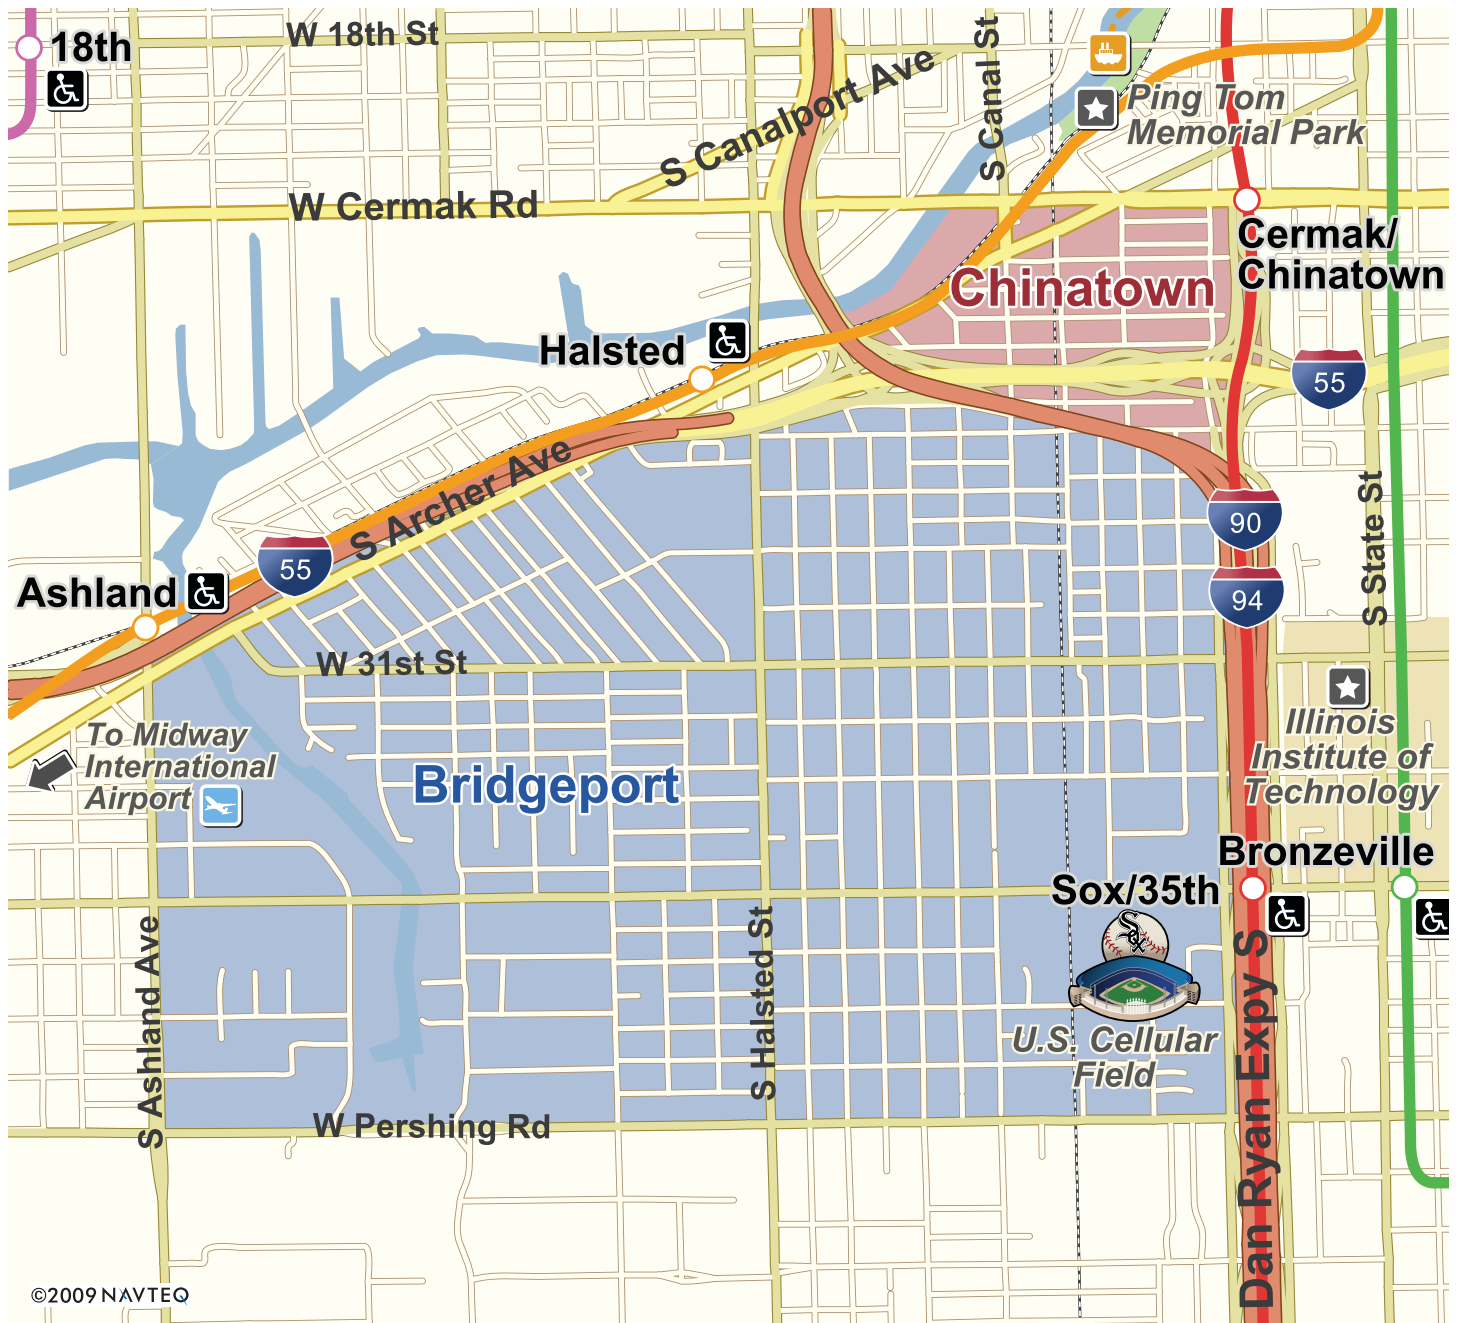 18th
W 18th St
S Canalport Ave
S Canal St
Ping Tom
Memorial Park
W Cermak Rd
Cermak/
Chinatown
Chinatown
Halsted
55
S Archer Ave
55
90
94
S State St
Ashland
W 31st St
To Midway
International
Airport
Bridgeport
Illinois
Institute of
Technology
Bronzeville
Sox/35th
Sox
U.S. Cellular
Field
S Ashland Ave
S Halsted St
Dan Ryan Expy S
W Pershing Rd
©2009 NAVTEQ